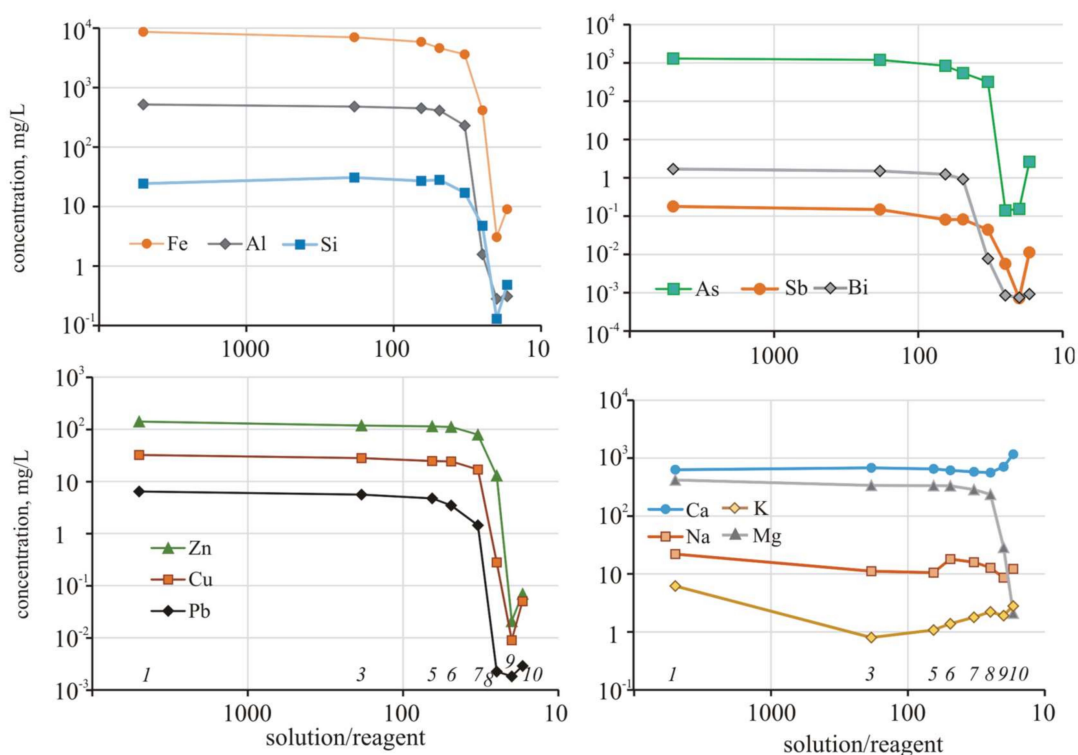 10⁴
10³
10²
10
1
10⁻¹
concentration, mg/L
Fe Al Si
1000 100 10
10³
10²
10
1
10⁻¹
10⁻²
10⁻³
10⁻⁴
As Sb Bi
1000 100 10
10³
10²
10
1
10⁻¹
10⁻²
10⁻³
concentration, mg/L
Zn
Cu
Pb
1 3 5 6 7 8 9 10
1000 100 10
solution/reagent
10⁴
10³
10²
10
1
10⁻¹
Ca K
Na Mg
1 3 5 6 7 8 9 10
1000 100 10
solution/reagent